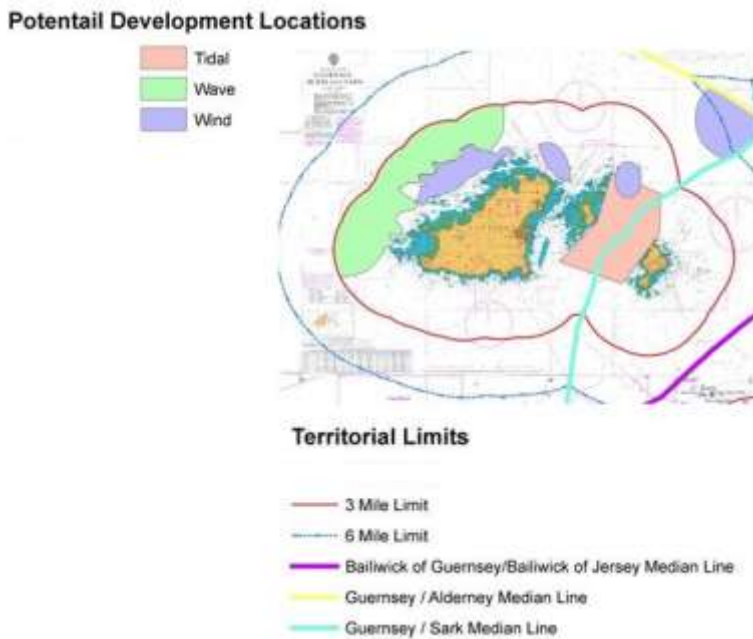 Potentail Development Locations
Tidal
Wave
Wind
Territorial Limits
3 Mile Limit
6 Mile Limit
Bailiwick of Guernsey/Bailiwick of Jersey Median Line
Guernsey / Alderney Median Line
Guernsey / Sark Median Line